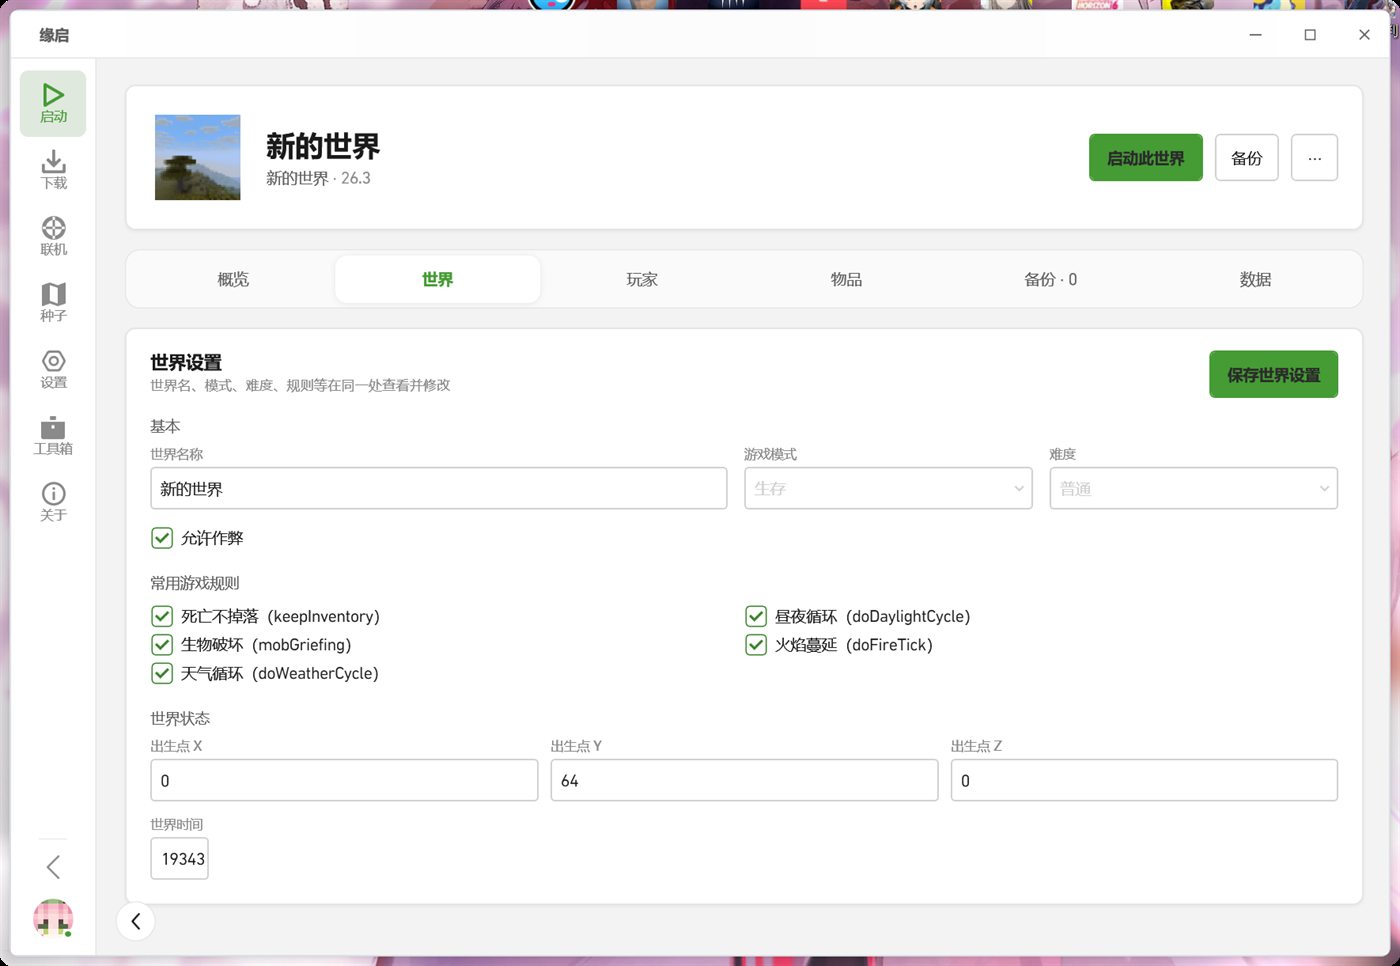 缘启
启动
下载
联机
种子
设置
工具箱
关于
新的世界
新的世界 · 26.3
启动此世界
备份
...
概览
世界
玩家
物品
备份 · 0
数据
世界设置
世界名、模式、难度、规则等在同一处查看并修改
保存世界设置
基本
世界名称
游戏模式
难度
新的世界
生存
普通
允许作弊
常用游戏规则
死亡不掉落 (keepInventory)
昼夜循环 (doDaylightCycle)
生物破坏 (mobGriefing)
火焰蔓延 (doFireTick)
天气循环 (doWeatherCycle)
世界状态
出生点 X
出生点 Y
出生点 Z
0
64
0
世界时间
19343